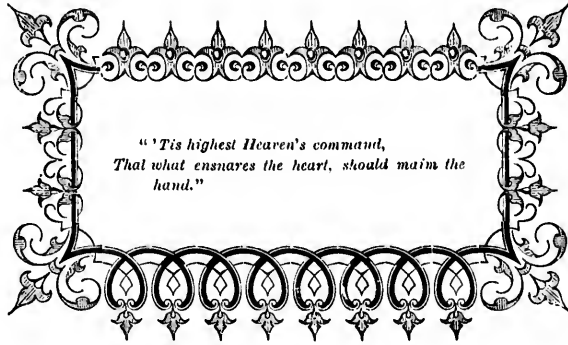 “ 'Tis highest Heaven's command,
That what ensnares the heart, should maim the
hand.”